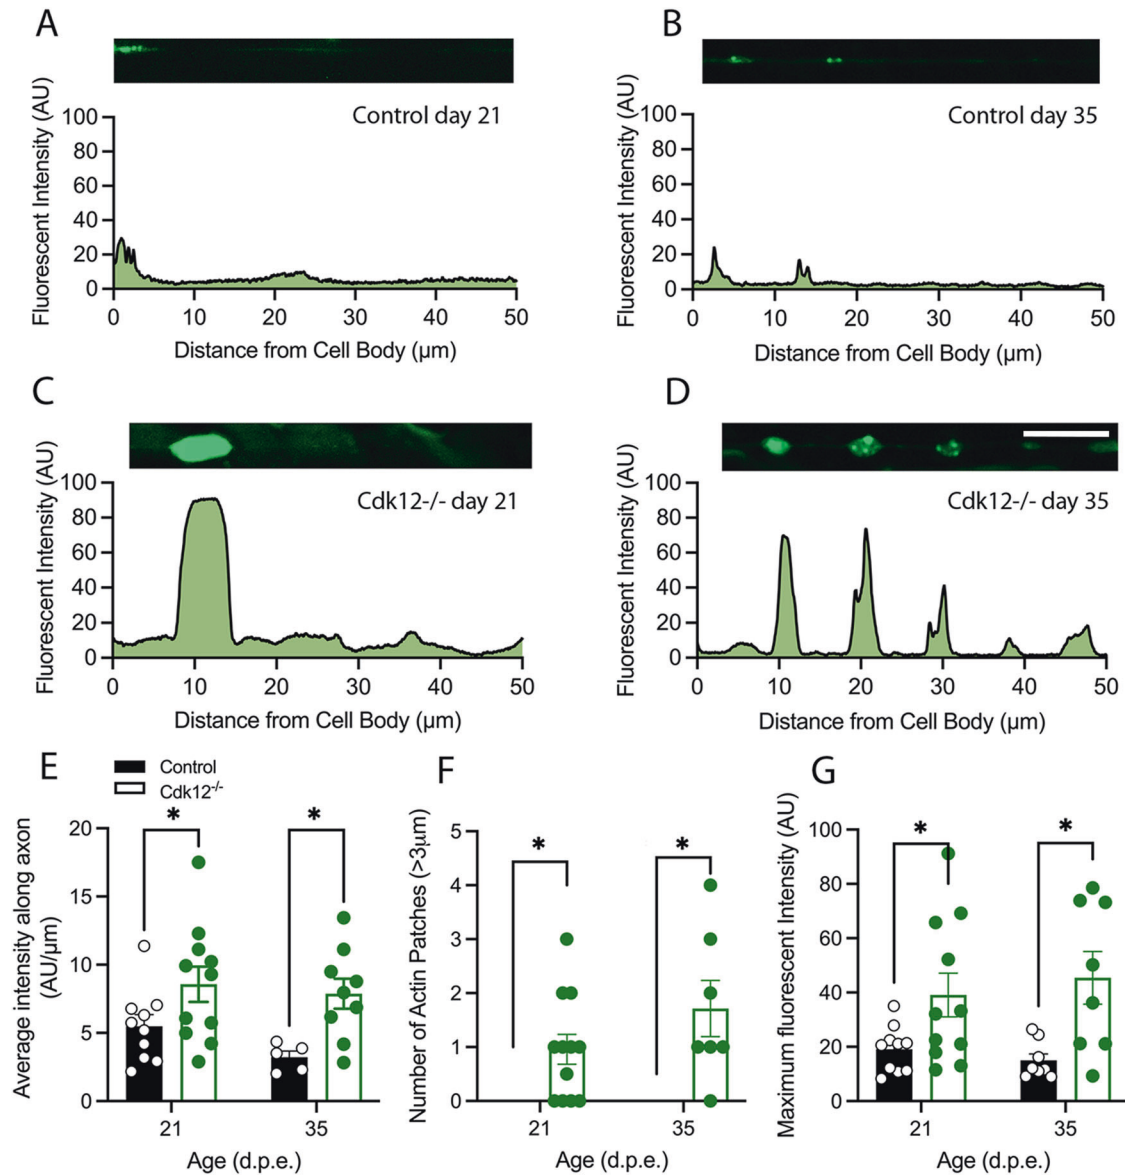 A
B
Control day 21
Control day 35
Fluorescent Intensity (AU)
100
80
60
40
20
0
0 10 20 30 40 50
Distance from Cell Body (µm)
Fluorescent Intensity (AU)
100
80
60
40
20
0
0 10 20 30 40 50
Distance from Cell Body (µm)
C
D
Cdk12-/- day 21
Cdk12-/- day 35
Fluorescent Intensity (AU)
100
80
60
40
20
0
0 10 20 30 40 50
Distance from Cell Body (µm)
Fluorescent Intensity (AU)
100
80
60
40
20
0
0 10 20 30 40 50
Distance from Cell Body (µm)
E
Control
Cdk12-/-
Average intensity along axon
(AU/µm)
20
15
10
5
0
* *
21 35
Age (d.p.e.)
F
Number of Actin Patches (>3µm)
5
4
3
2
1
0
* *
21 35
Age (d.p.e.)
G
Maximum fluorescent Intensity (AU)
100
80
60
40
20
0
* *
21 35
Age (d.p.e.)